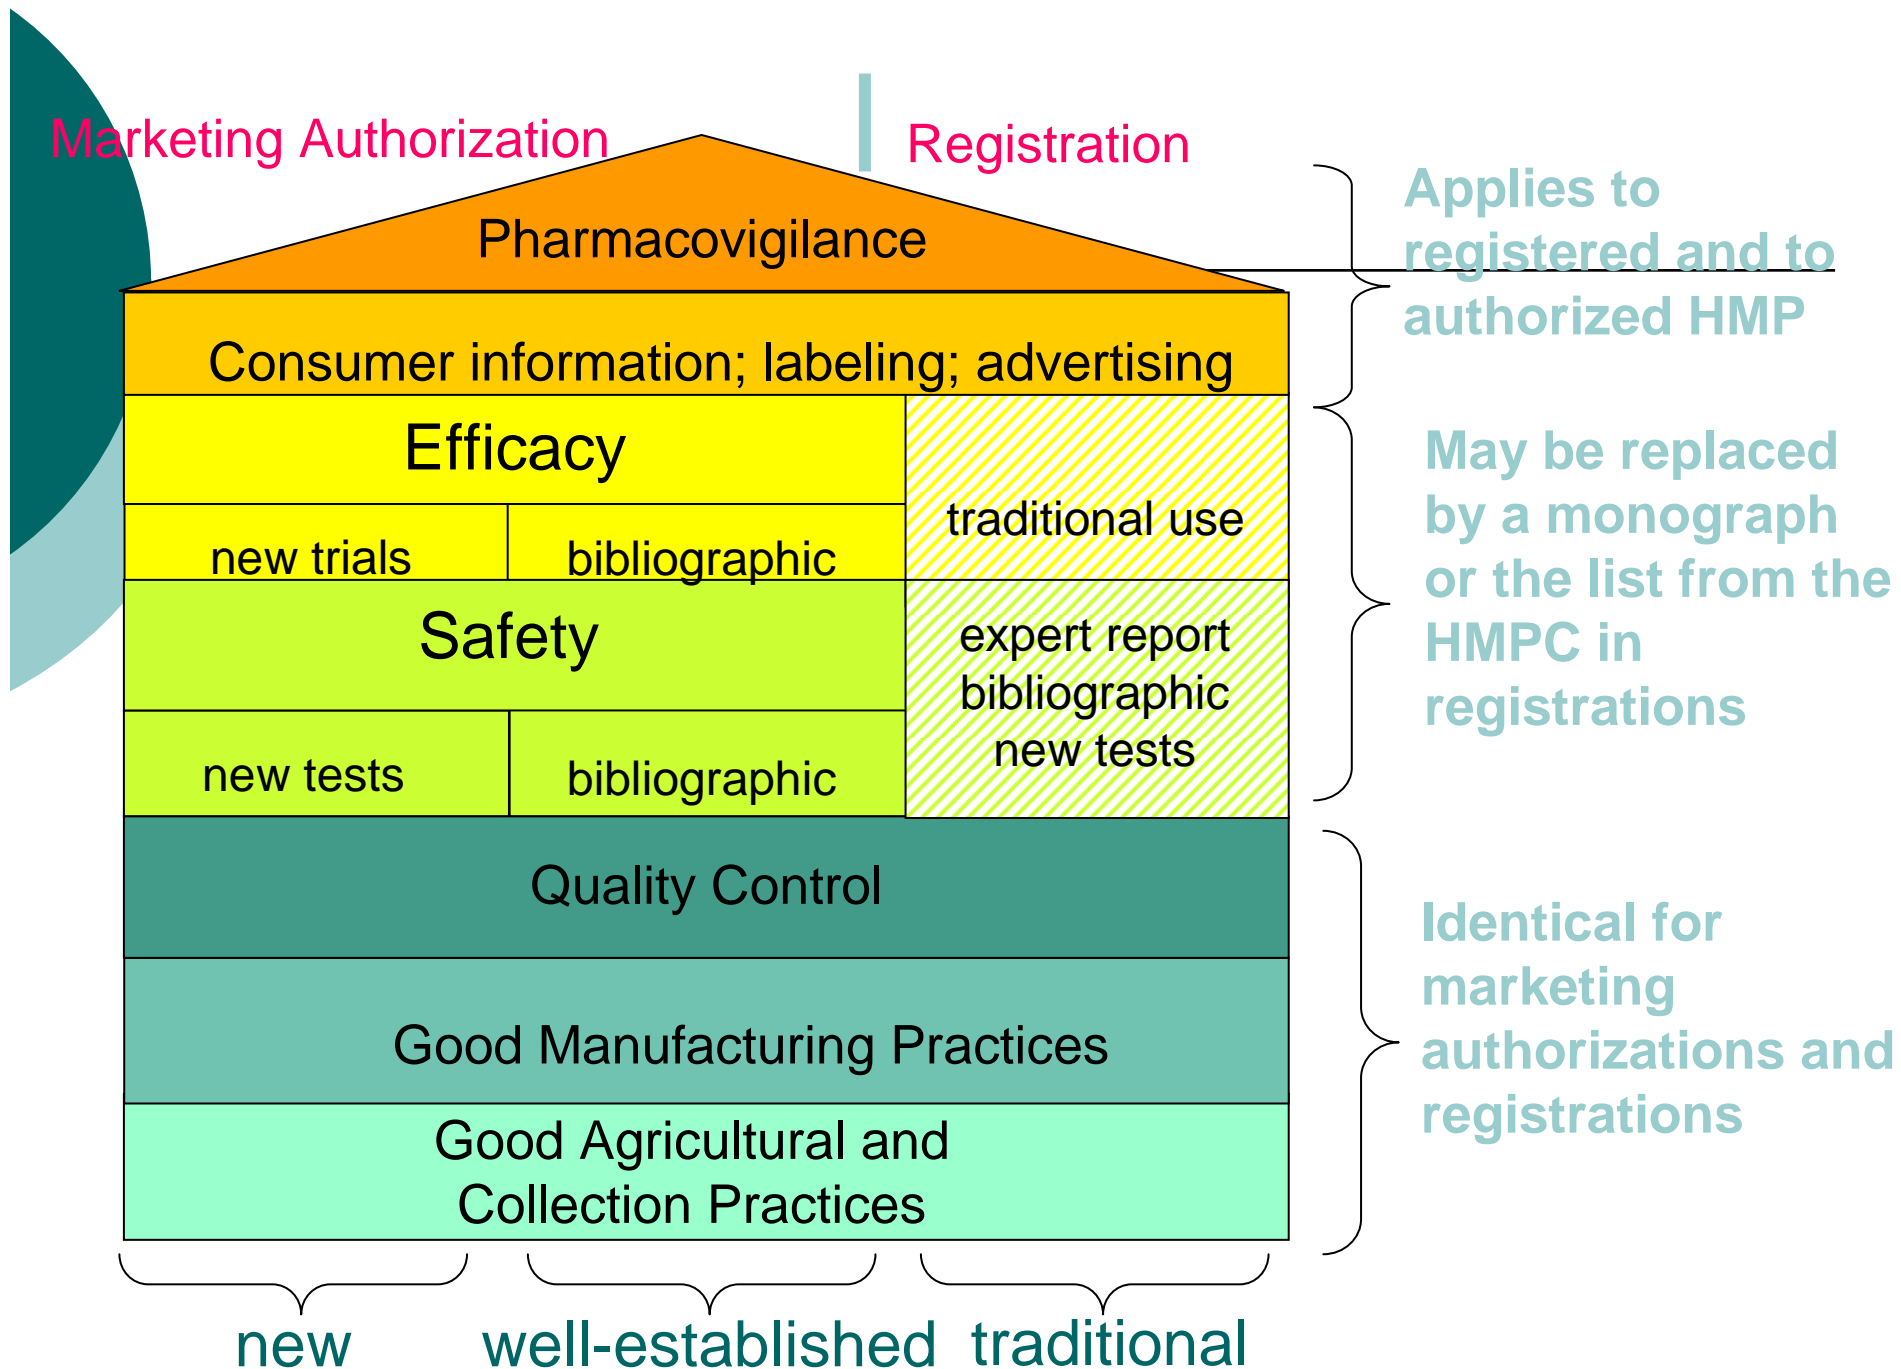 Marketing Authorization
Registration
Pharmacovigilance
Consumer information; labeling; advertising
Efficacy
new trials
bibliographic
traditional use
Safety
new tests
bibliographic
expert report
bibliographic
new tests
Quality Control
Good Manufacturing Practices
Good Agricultural and
Collection Practices
new
well-established
traditional
Applies to
registered and to
authorized HMP
May be replaced
by a monograph
or the list from the
HMPC in
registrations
Identical for
marketing
authorizations and
registrations